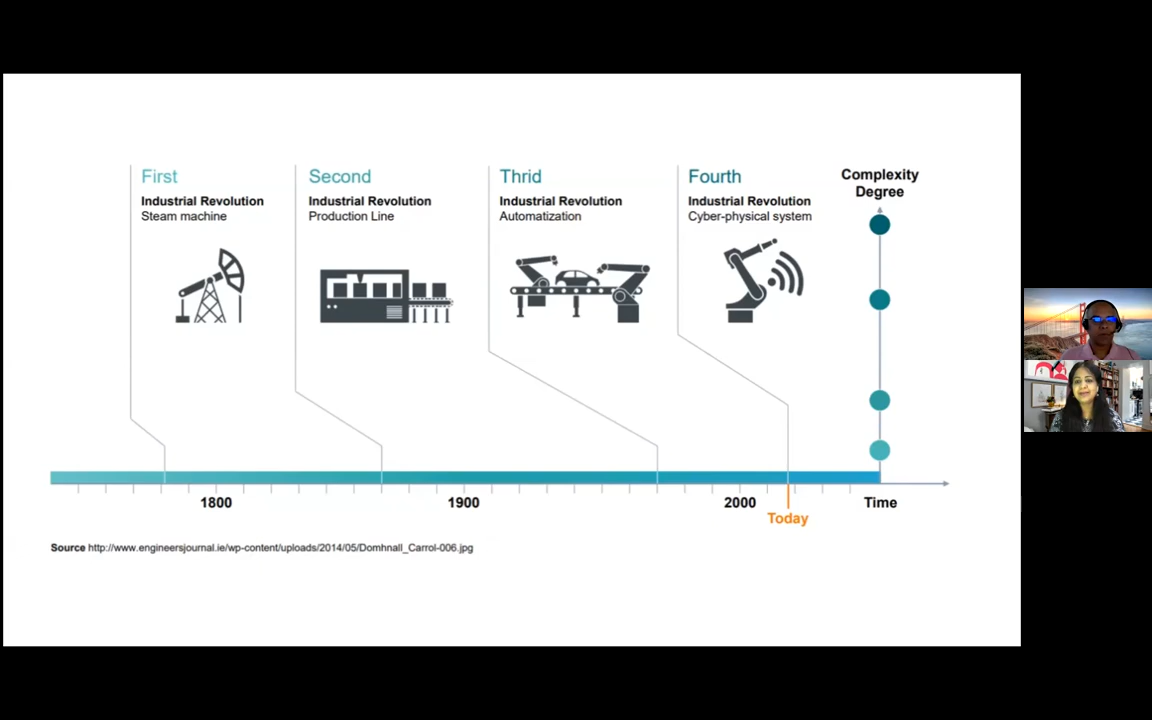 First
Industrial Revolution
Steam machine
Second
Industrial Revolution
Production Line
Thrid
Industrial Revolution
Automatization
Fourth
Industrial Revolution
Cyber-physical system
Complexity
Degree
1800
1900
2000
Time
Today
Source http://www.engineersjournal.ie/wp-content/uploads/2014/05/Domhnall_Carrol-006.jpg